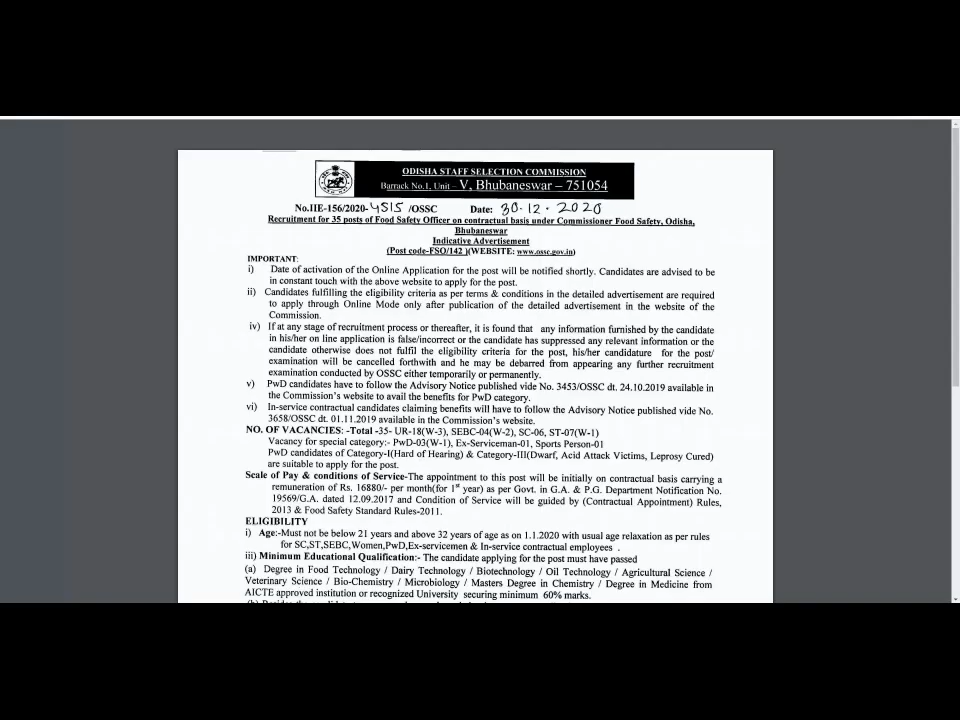 ODISHA STAFF SELECTION COMMISSION
Barrack No.1, Unit – V, Bhubaneswar – 751054
No.IIE-156/2020-4515 /OSSC Date: 30.12.2020
Recruitment for 35 posts of Food Safety Officer on contractual basis under Commissioner Food Safety, Odisha,
Bhubaneswar
Indicative Advertisement
(Post code-FSO/142 )(WEBSITE: www.ossc.gov.in)
IMPORTANT:
i) Date of activation of the Online Application for the post will be notified shortly. Candidates are advised to be
in constant touch with the above website to apply for the post.
ii) Candidates fulfilling the eligibility criteria as per terms & conditions in the detailed advertisement are required
to apply through Online Mode only after publication of the detailed advertisement in the website of the
Commission.
iv) If at any stage of recruitment process or thereafter, it is found that any information furnished by the candidate
in his/her on line application is false/incorrect or the candidate has suppressed any relevant information or the
candidate otherwise does not fulfil the eligibility criteria for the post, his/her candidature for the post/
examination will be cancelled forthwith and he may be debarred from appearing any further recruitment
examination conducted by OSSC either temporarily or permanently.
v) PwD candidates have to follow the Advisory Notice published vide No. 3453/OSSC dt. 24.10.2019 available in
the Commission's website to avail the benefits for PwD category.
vi) In-service contractual candidates claiming benefits will have to follow the Advisory Notice published vide No.
3658/OSSC dt. 01.11.2019 available in the Commission's website.
NO. OF VACANCIES: -Total -35- UR-18(W-3), SEBC-04(W-2), SC-06, ST-07(W-1)
Vacancy for special category:- PwD-03(W-1), Ex-Serviceman-01, Sports Person-01
PwD candidates of Category-I(Hard of Hearing) & Category-III(Dwarf, Acid Attack Victims, Leprosy Cured)
are suitable to apply for the post.
Scale of Pay & conditions of Service-The appointment to this post will be initially on contractual basis carrying a
remuneration of Rs. 16880/- per month(for 1st year) as per Govt. in G.A. & P.G. Department Notification No.
19569/G.A. dated 12.09.2017 and Condition of Service will be guided by (Contractual Appointment) Rules,
2013 & Food Safety Standard Rules-2011.
ELIGIBILITY
i) Age:-Must not be below 21 years and above 32 years of age as on 1.1.2020 with usual age relaxation as per rules
for SC,ST,SEBC,Women,PwD,Ex-servicemen & In-service contractual employees .
iii) Minimum Educational Qualification:- The candidate applying for the post must have passed
(a) Degree in Food Technology / Dairy Technology / Biotechnology / Oil Technology / Agricultural Science /
Veterinary Science / Bio-Chemistry / Microbiology / Masters Degree in Chemistry / Degree in Medicine from
AICTE approved institution or recognized University securing minimum 60% marks.